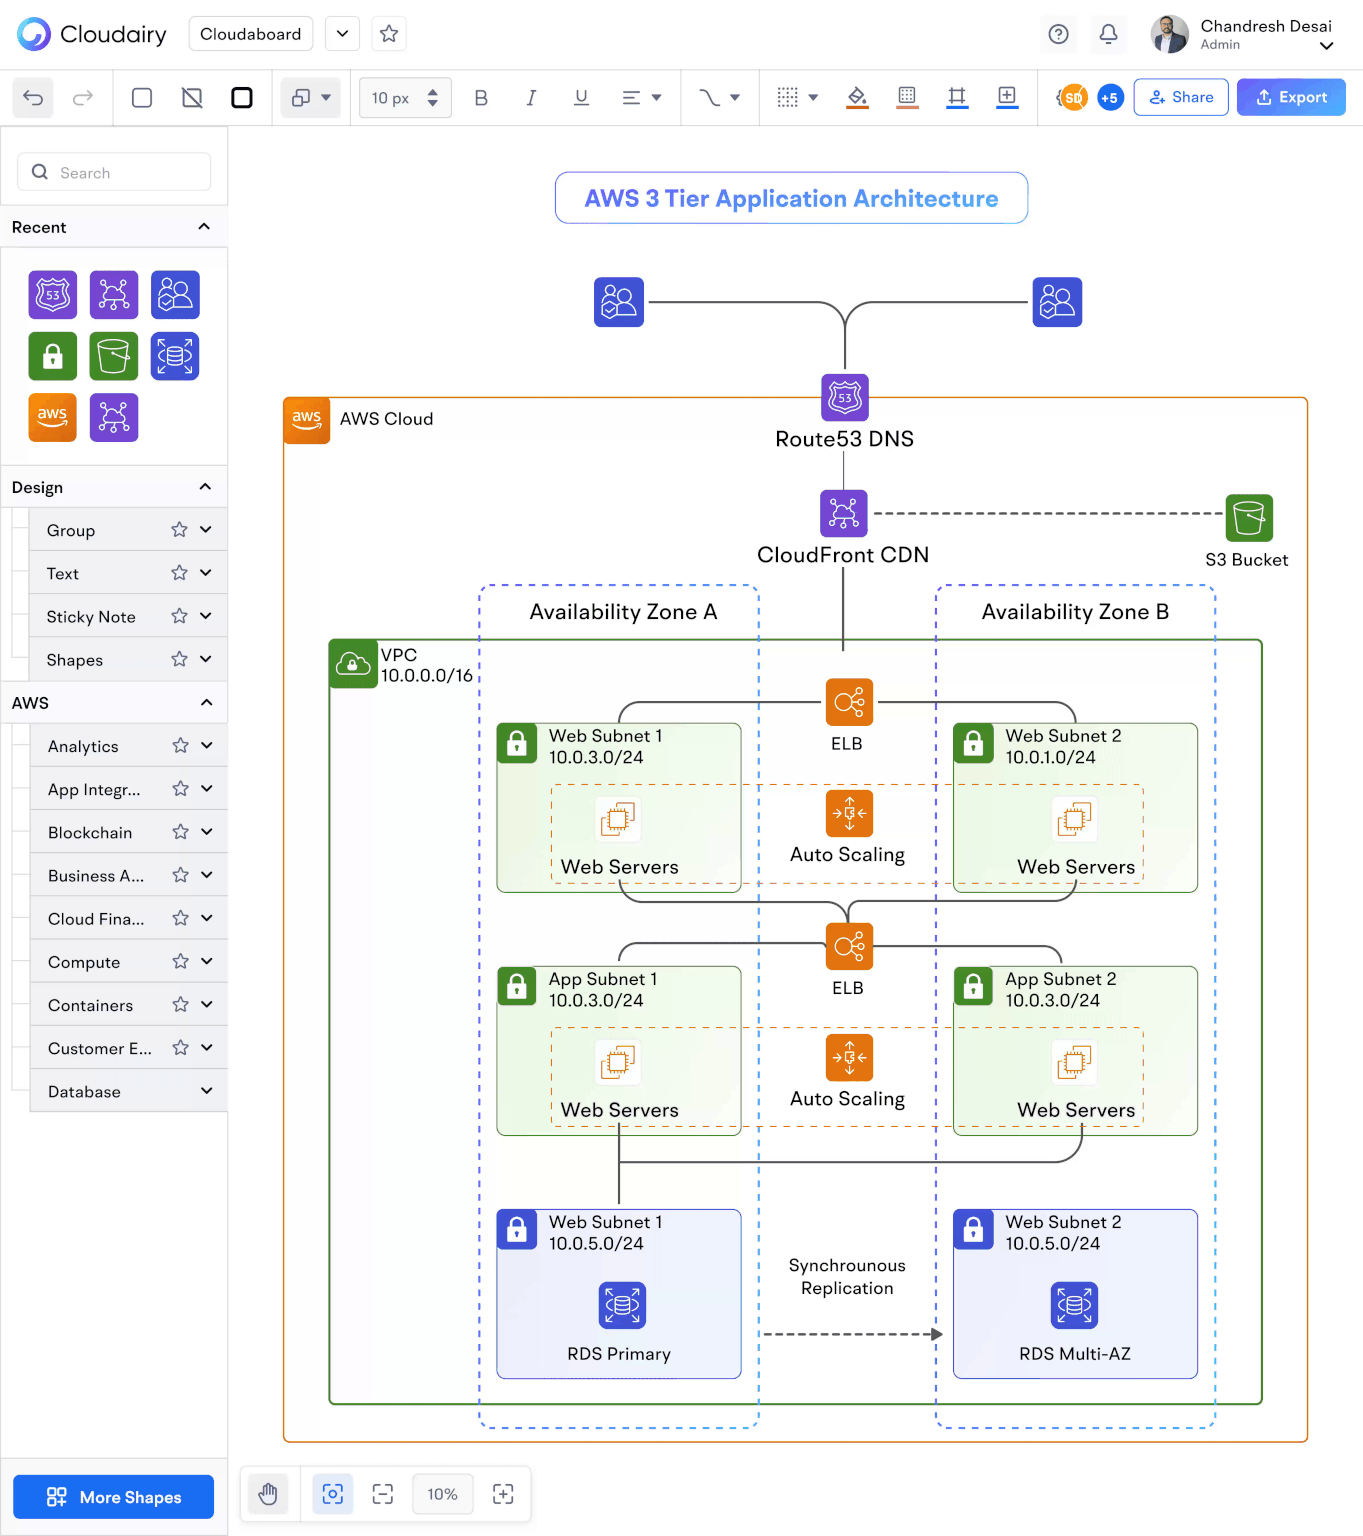 Cloudairy
Cloudaboard
Chandresh Desai
Admin
10 px
B
I
U
SD
+5
Share
Export
Search
Recent
53
aws
Design
Group
Text
Sticky Note
Shapes
AWS
Analytics
App Integr...
Blockchain
Business A...
Cloud Fina...
Compute
Containers
Customer E...
Database
More Shapes
AWS 3 Tier Application Architecture
53
aws
AWS Cloud
Route53 DNS
CloudFront CDN
S3 Bucket
Availability Zone A
Availability Zone B
VPC
10.0.0.0/16
ELB
Web Subnet 1
10.0.3.0/24
Web Subnet 2
10.0.1.0/24
Auto Scaling
Web Servers
Web Servers
ELB
App Subnet 1
10.0.3.0/24
App Subnet 2
10.0.3.0/24
Auto Scaling
Web Servers
Web Servers
Web Subnet 1
10.0.5.0/24
Web Subnet 2
10.0.5.0/24
Synchrounous
Replication
RDS Primary
RDS Multi-AZ
10%